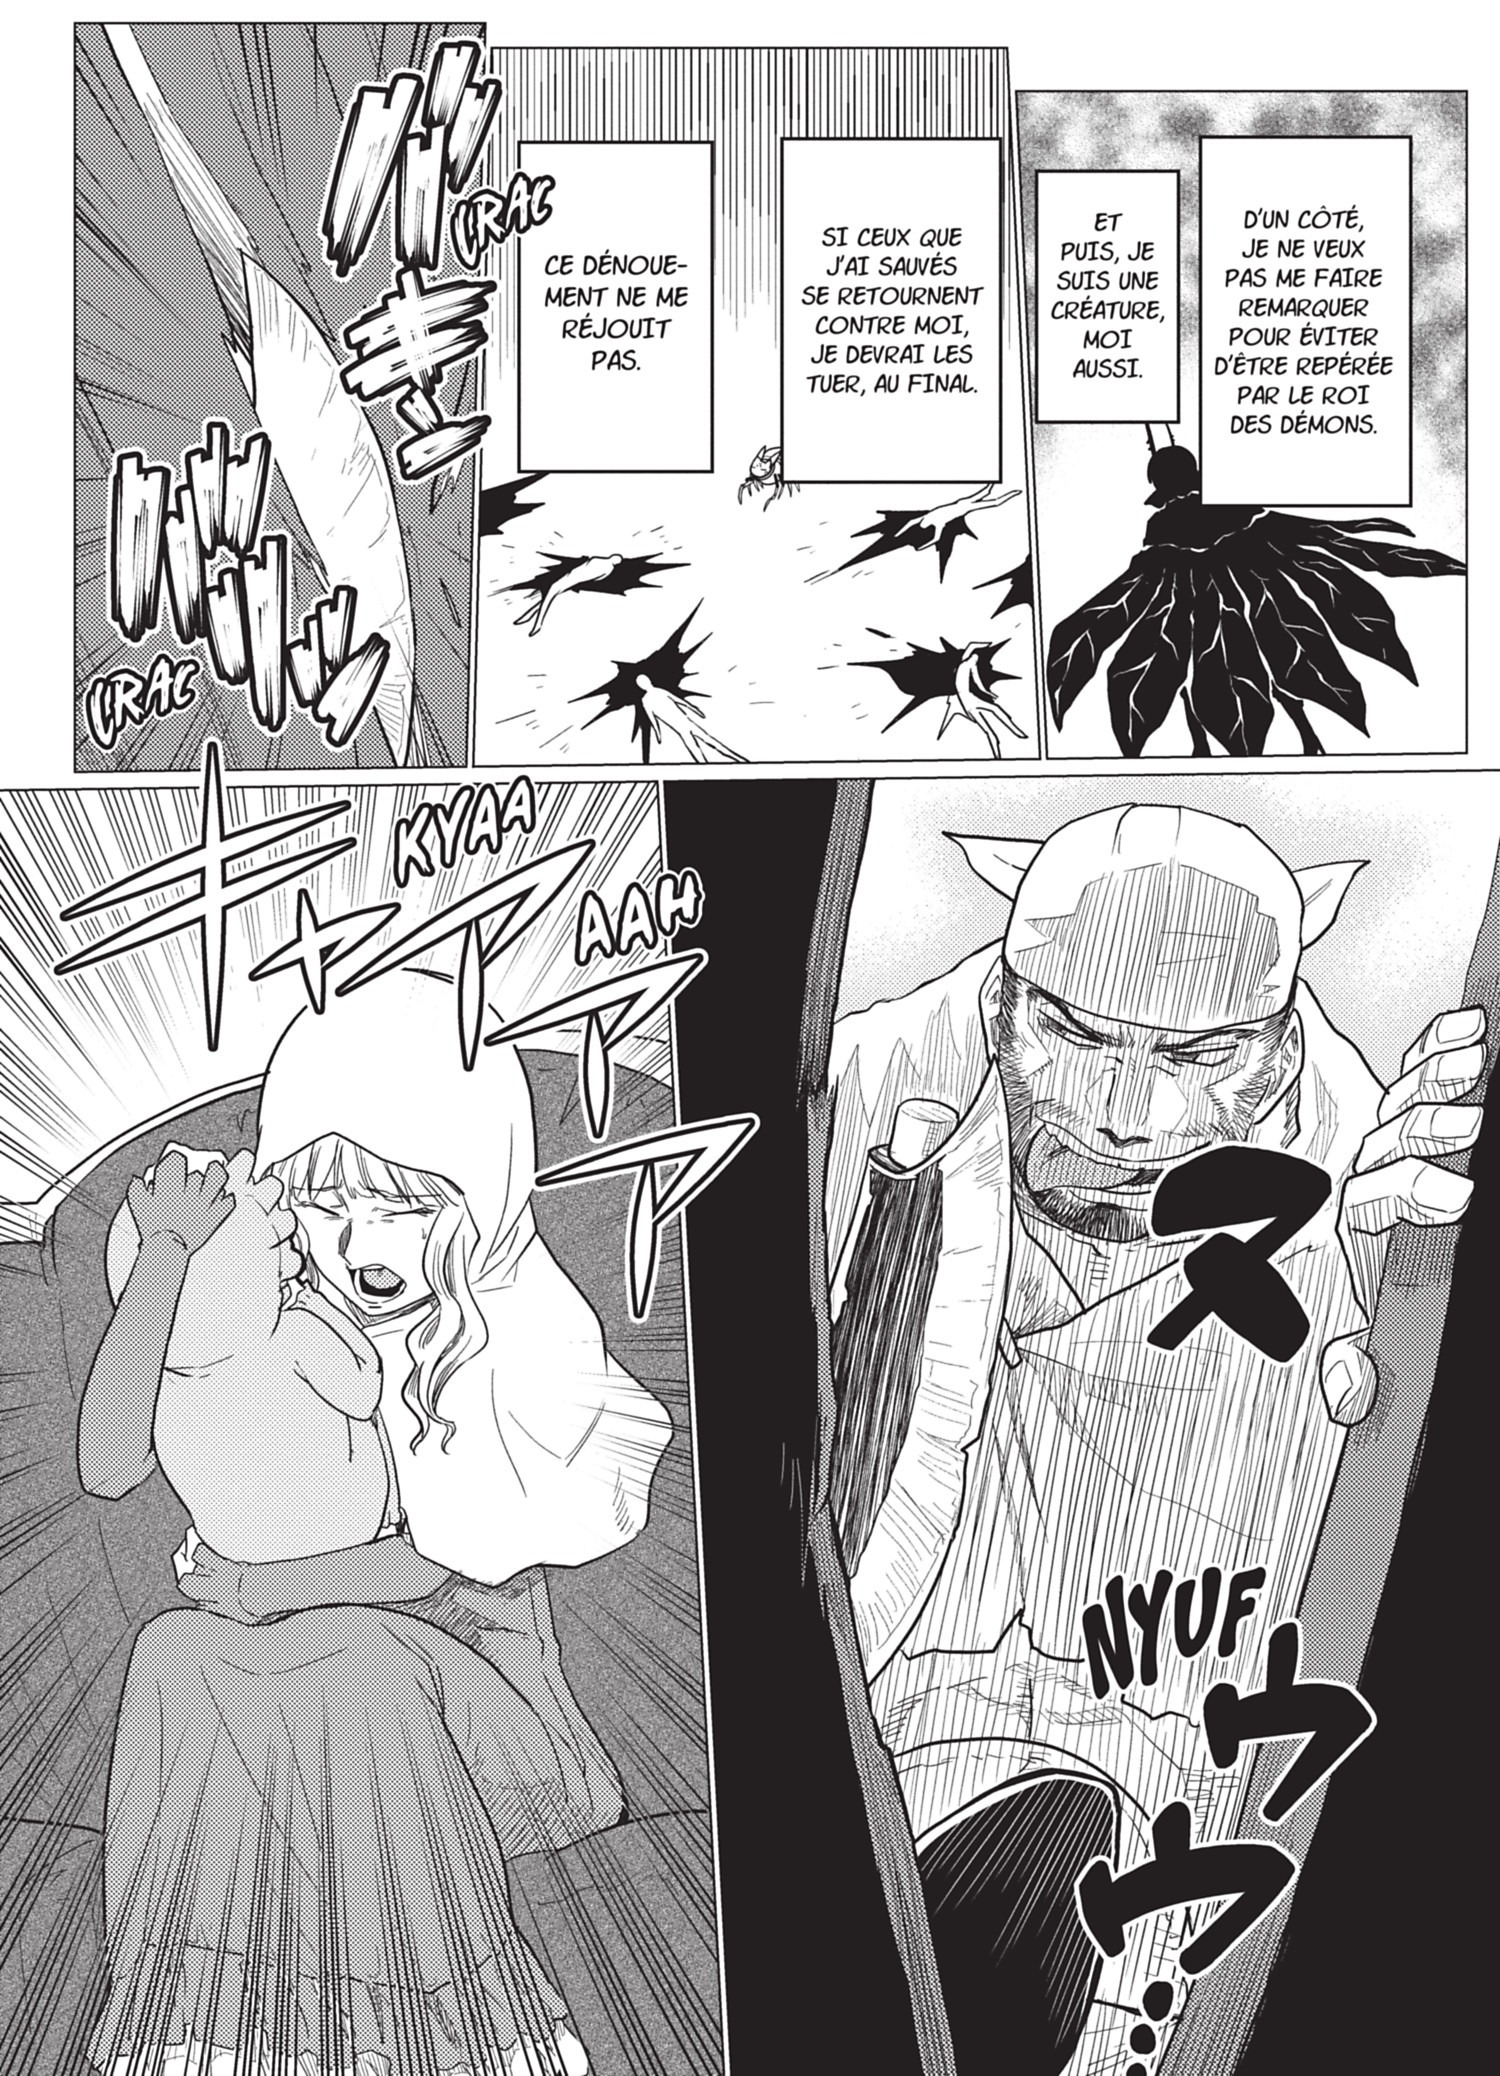 D'UN CÔTÉ,
JE NE VEUX
PAS ME FAIRE
REMARQUER
POUR ÉVITER
D'ÊTRE REPÉRÉE
PAR LE ROI
DES DÉMONS.
ET
PUIS, JE
SUIS UNE
CRÉATURE,
MOI
AUSSI.
SI CEUX QUE
J'AI SAUVÉS
SE RETOURNENT
CONTRE MOI,
JE DEVRAI LES
TUER, AU FINAL.
CE DÉNOUE-
MENT NE ME
RÉJOUIT
PAS.
CRAC
CRAC
ヌウウ…
NYUF
キャアアアア
KYAA
AAH